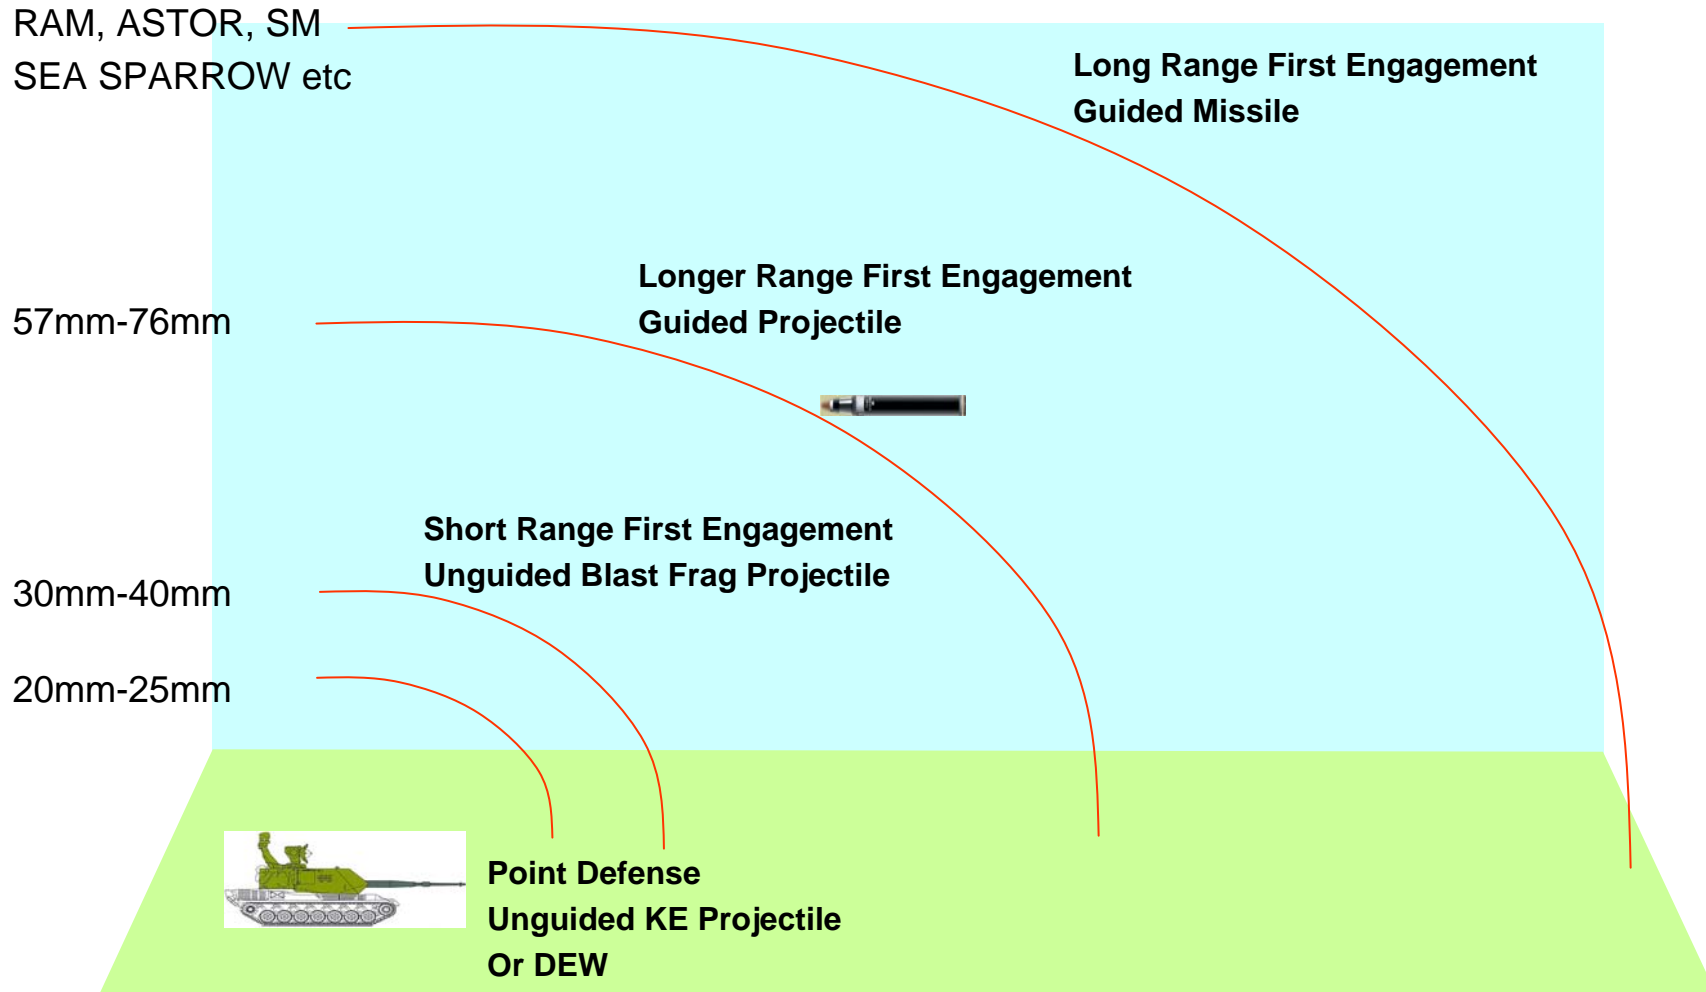 RAM, ASTOR, SM
SEA SPARROW etc
Long Range First Engagement
Guided Missile
Longer Range First Engagement
Guided Projectile
57mm-76mm
Short Range First Engagement
Unguided Blast Frag Projectile
30mm-40mm
20mm-25mm
Point Defense
Unguided KE Projectile
Or DEW